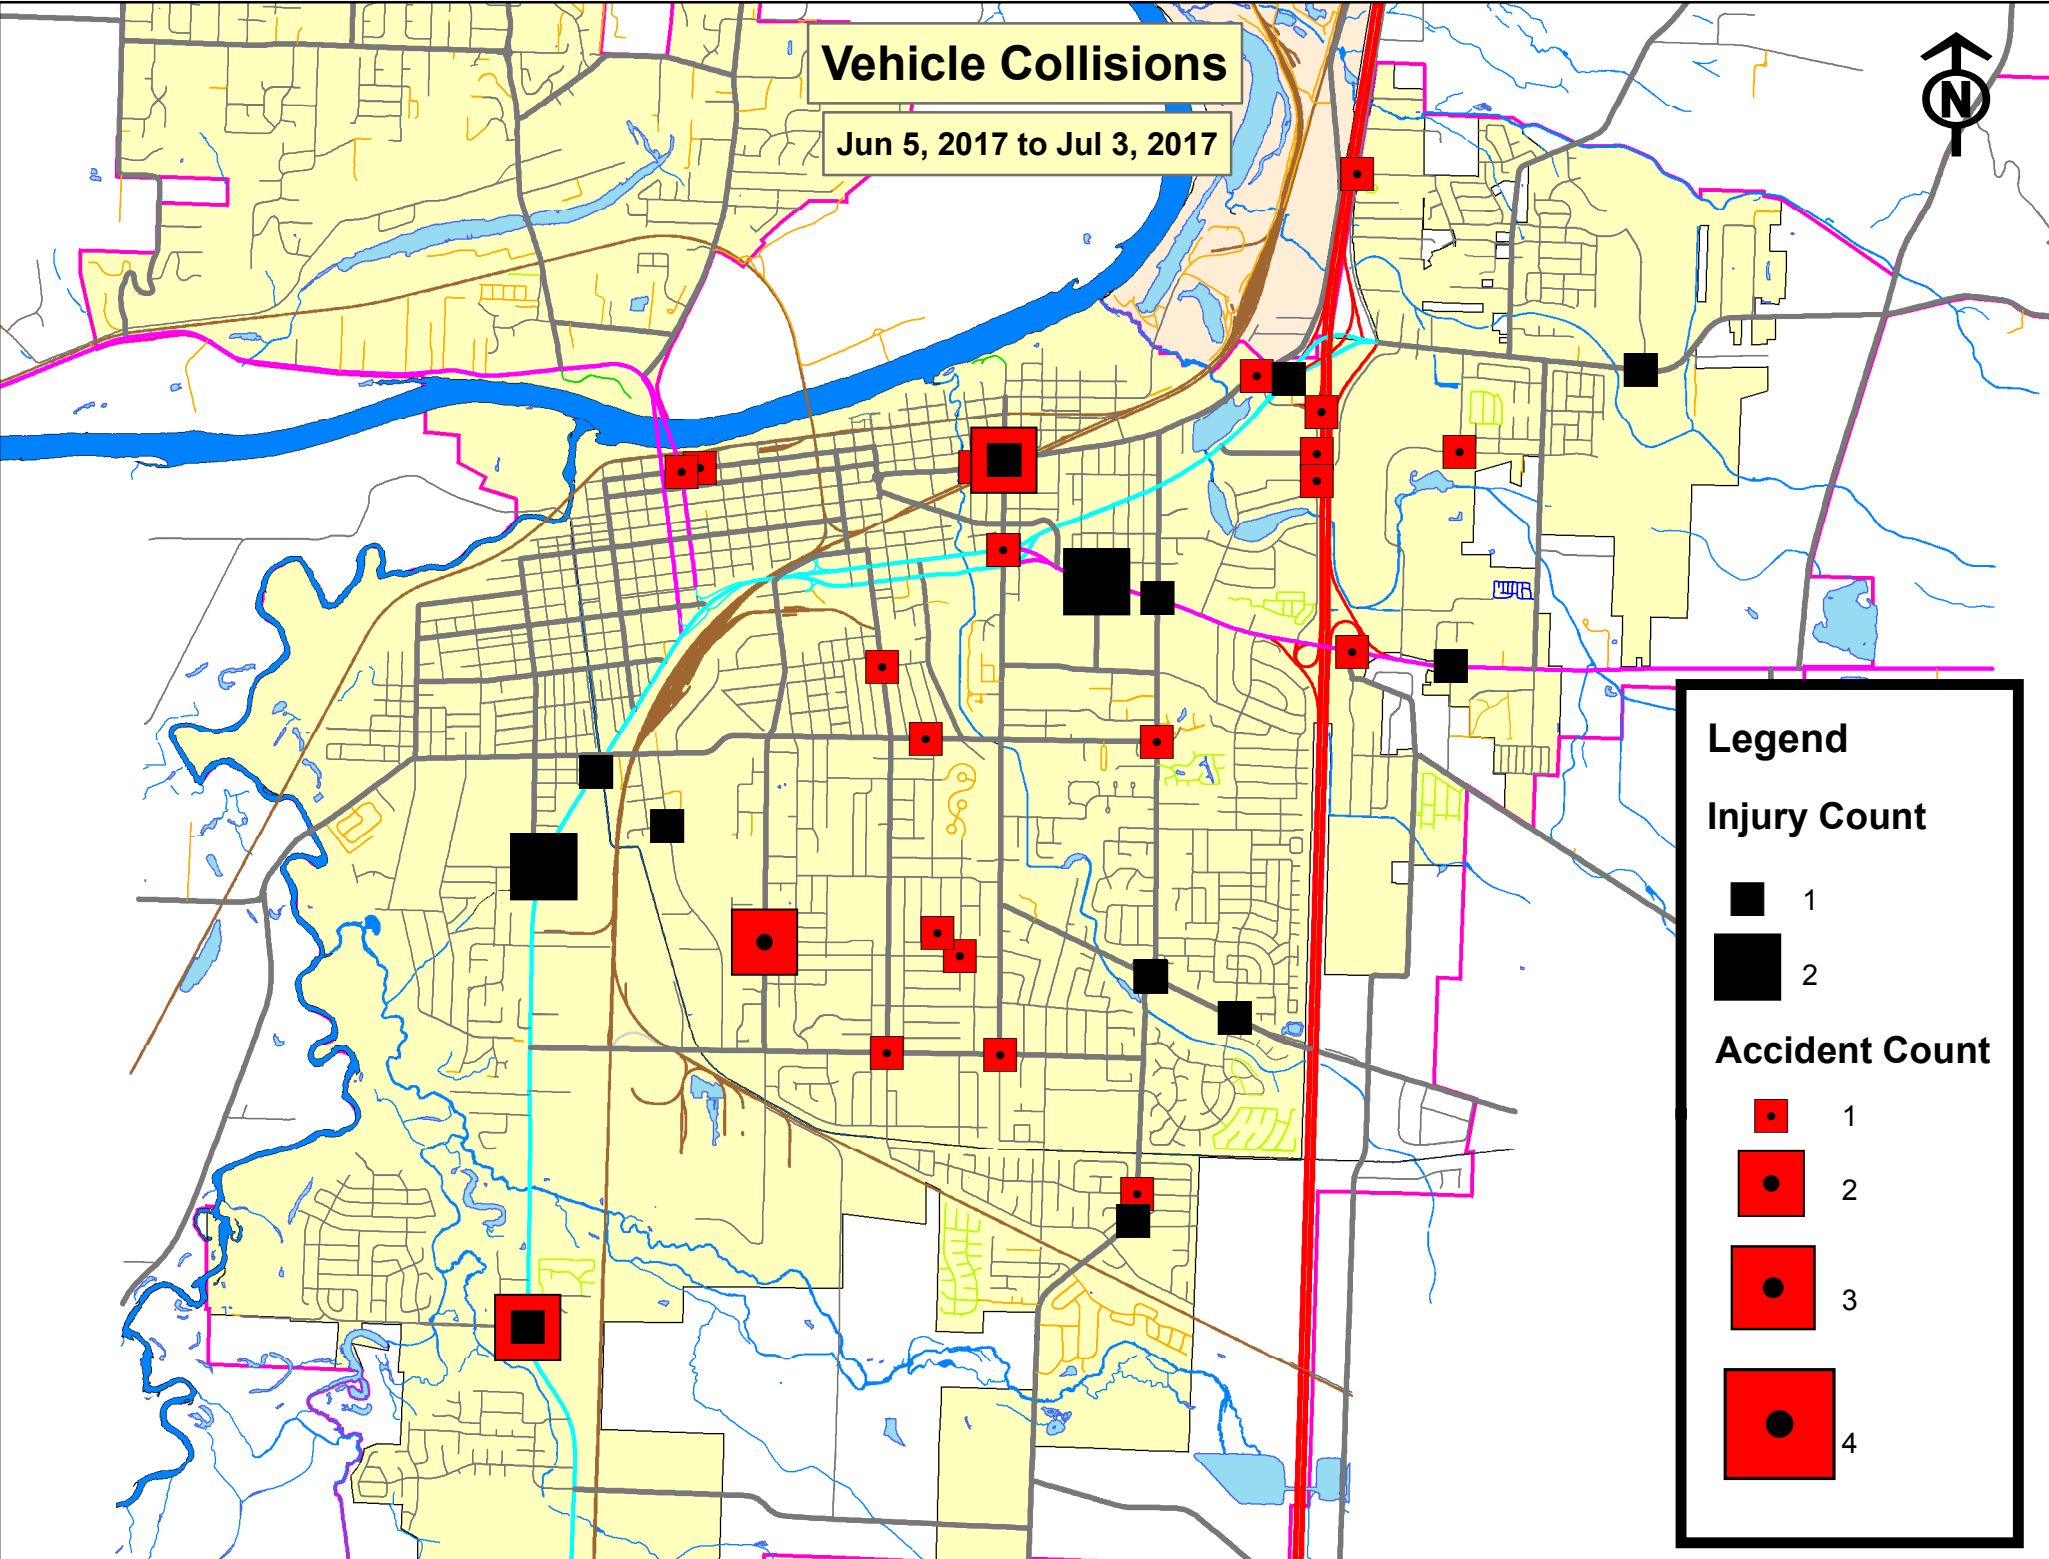 Vehicle Collisions
Jun 5, 2017 to Jul 3, 2017
N
Legend
Injury Count
1
2
Accident Count
1
2
3
4